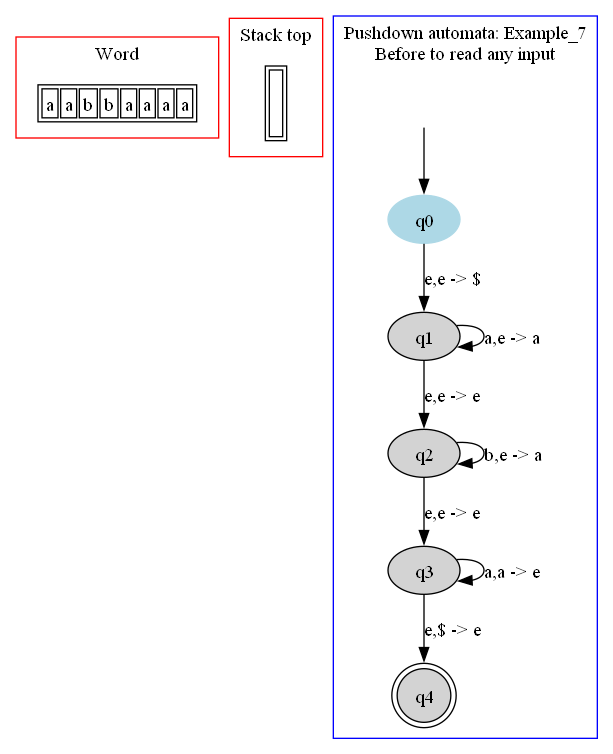 Word
a a b b a a a a
Stack top
Pushdown automata: Example_7
Before to read any input
q0
e,e -> $
q1
a,e -> a
e,e -> e
q2
b,e -> a
e,e -> e
q3
a,a -> e
e,$ -> e
q4